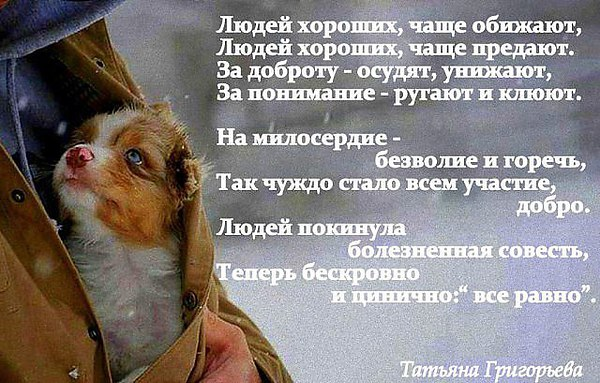 Людей хороших, чаще обижают,
Людей хороших, чаще предают.
За доброту - осудят, унижают,
За понимание - ругают и клюют.
На милосердие -
безволие и горечь,
Так чуждо стало всем участие,
добро.
Людей покинула
болезненная совесть,
Теперь бескровно
и цинично:“ все равно”.
Татьяна Григорьева